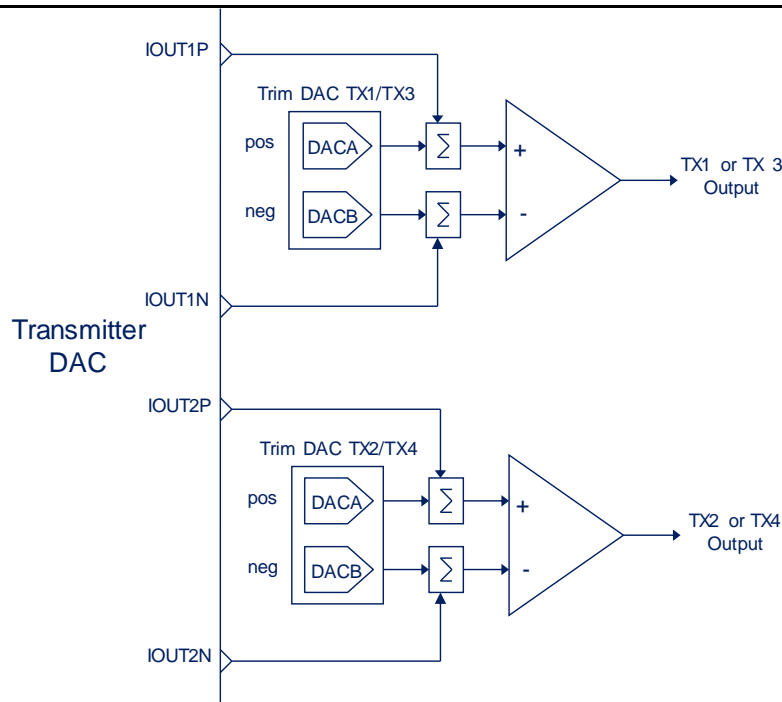 IOUT1P
Trim DAC TX1/TX3
pos
DACA
Σ
+
TX1 or TX 3
Output
neg
DACB
Σ
-
IOUT1N
Transmitter
DAC
IOUT2P
Trim DAC TX2/TX4
pos
DACA
Σ
+
TX2 or TX4
Output
neg
DACB
Σ
-
IOUT2N